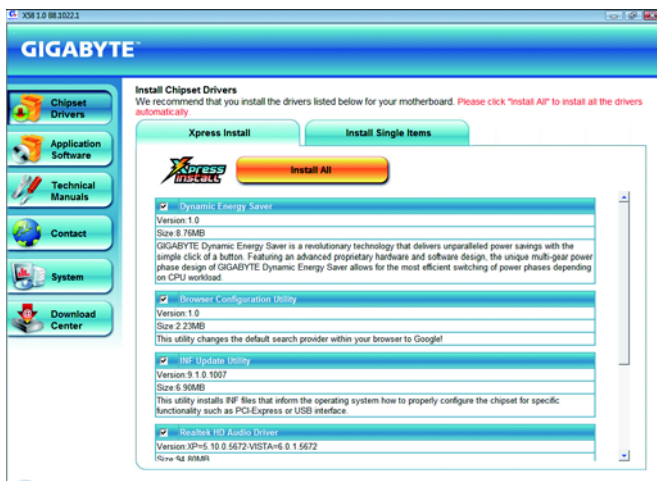 X58 1.0 B8.1022.1
GIGABYTE™
Chipset
Drivers
Application
Software
Technical
Manuals
Contact
System
Download
Center
Install Chipset Drivers
We recommend that you install the drivers listed below for your motherboard. Please click "Install All" to install all the drivers
automatically.
Xpress Install
Install Single Items
Xpress
INSTALL
Install All
Dynamic Energy Saver
Version:1.0
Size:8.76MB
GIGABYTE Dynamic Energy Saver is a revolutionary technology that delivers unparalleled power savings with the
simple click of a button. Featuring an advanced proprietary hardware and software design, the unique multi-gear power
phase design of GIGABYTE Dynamic Energy Saver allows for the most efficient switching of power phases depending
on CPU workload.
Browser Configuration Utility
Version:1.0
Size:2.23MB
This utility changes the default search provider within your browser to Google!
INF Update Utility
Version:9.1.0.1007
Size:6.90MB
This utility installs INF files that inform the operating system how to properly configure the chipset for specific
functionality such as PCI-Express or USB interface.
Realtek HD Audio Driver
Version:XP=5.10.0.5672-VISTA=6.0.1.5672
Size:94.80MB